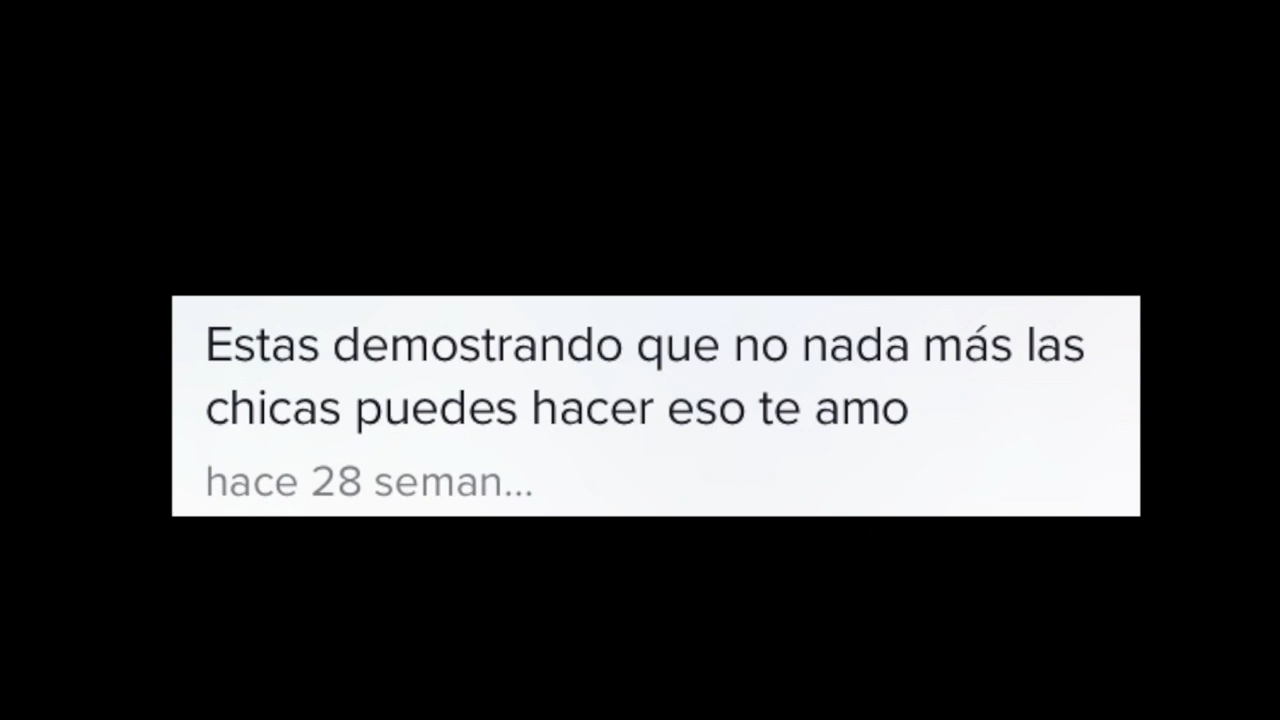 Estas demostrando que no nada más las
chicas puedes hacer eso te amo
hace 28 seman...